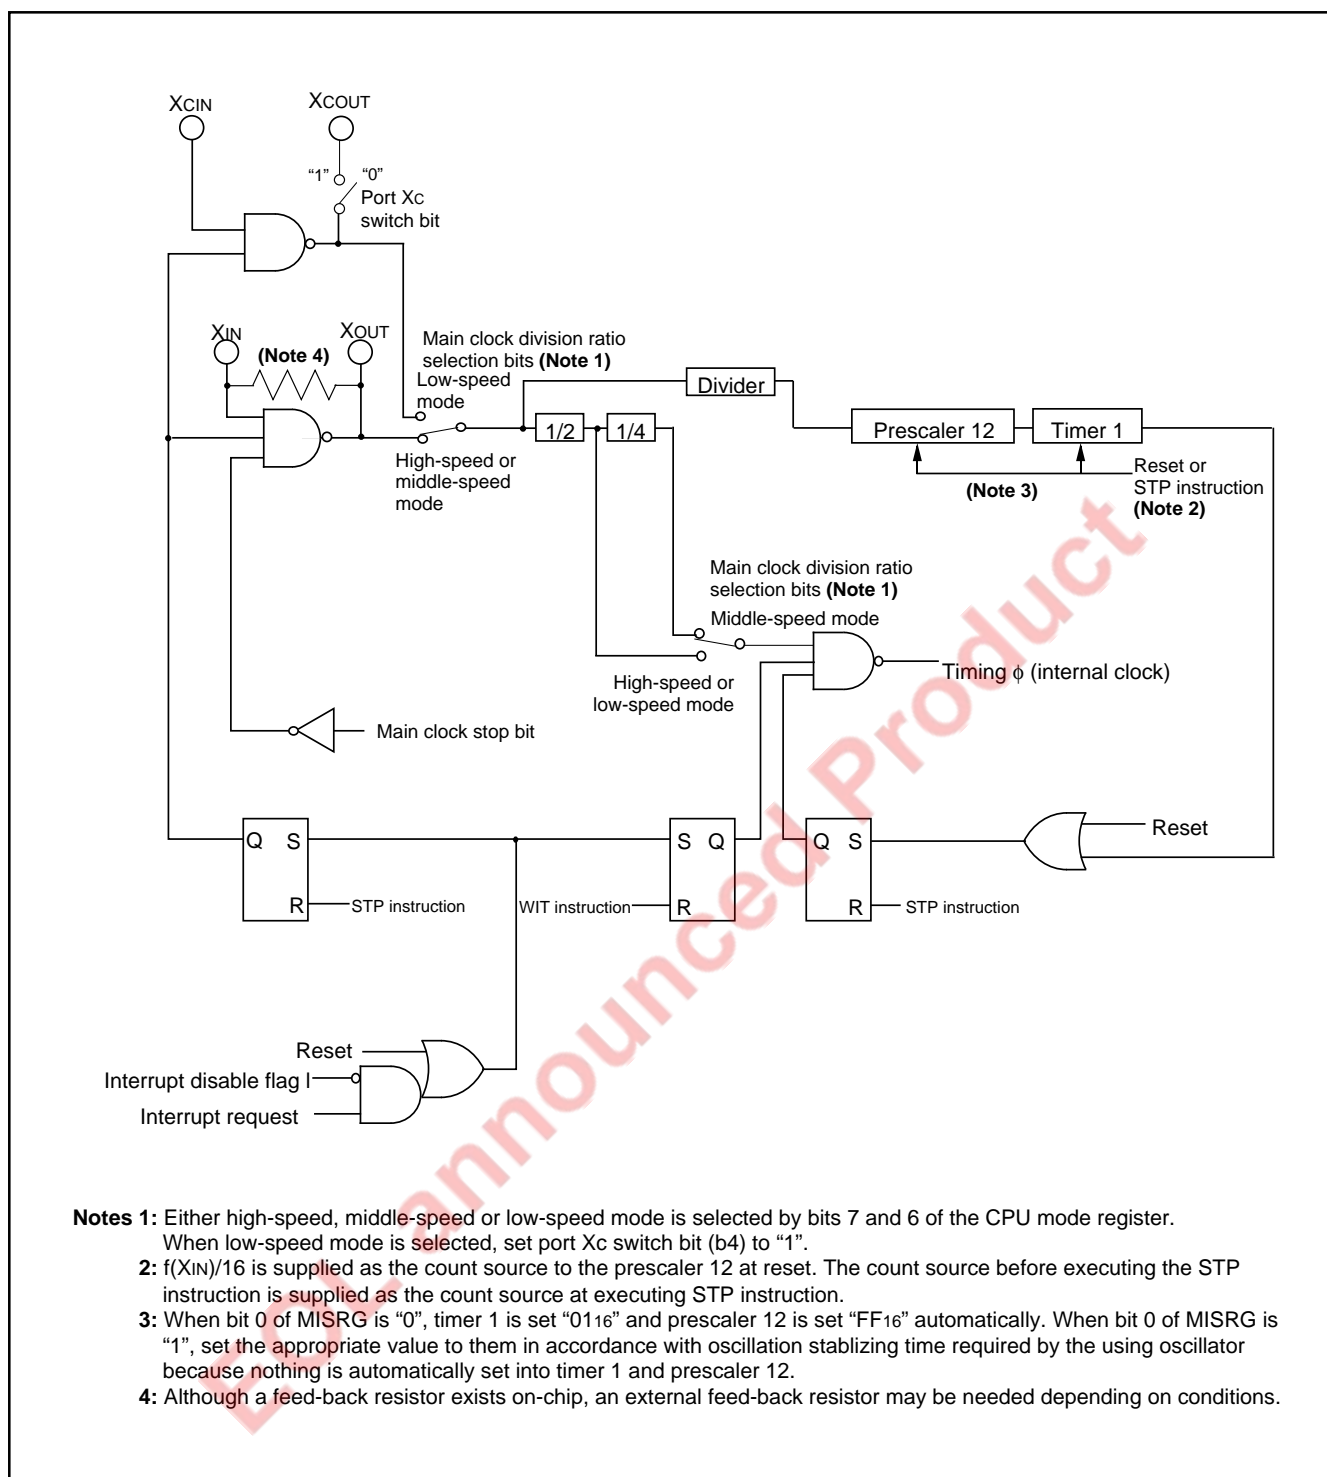 XCIN
XCOUT
“1” “0”
Port XC
switch bit
XIN
XOUT
(Note 4)
Main clock division ratio
selection bits (Note 1)
Low-speed
mode
Divider
1/2
1/4
Prescaler 12
Timer 1
High-speed or
middle-speed
mode
(Note 3)
Reset or
STP instruction
(Note 2)
Main clock division ratio
selection bits (Note 1)
Middle-speed mode
High-speed or
low-speed mode
Timing ϕ (internal clock)
Main clock stop bit
Q S
R
STP instruction
S Q
R
WIT instruction
Q S
R
STP instruction
Reset
Reset
Interrupt disable flag I
Interrupt request
Notes 1: Either high-speed, middle-speed or low-speed mode is selected by bits 7 and 6 of the CPU mode register.
When low-speed mode is selected, set port Xc switch bit (b4) to “1”.
2: f(XIN)/16 is supplied as the count source to the prescaler 12 at reset. The count source before executing the STP
instruction is supplied as the count source at executing STP instruction.
3: When bit 0 of MISRG is “0”, timer 1 is set “0116” and prescaler 12 is set “FF16” automatically. When bit 0 of MISRG is
“1”, set the appropriate value to them in accordance with oscillation stablizing time required by the using oscillator
because nothing is automatically set into timer 1 and prescaler 12.
4: Although a feed-back resistor exists on-chip, an external feed-back resistor may be needed depending on conditions.
EOL announced Product